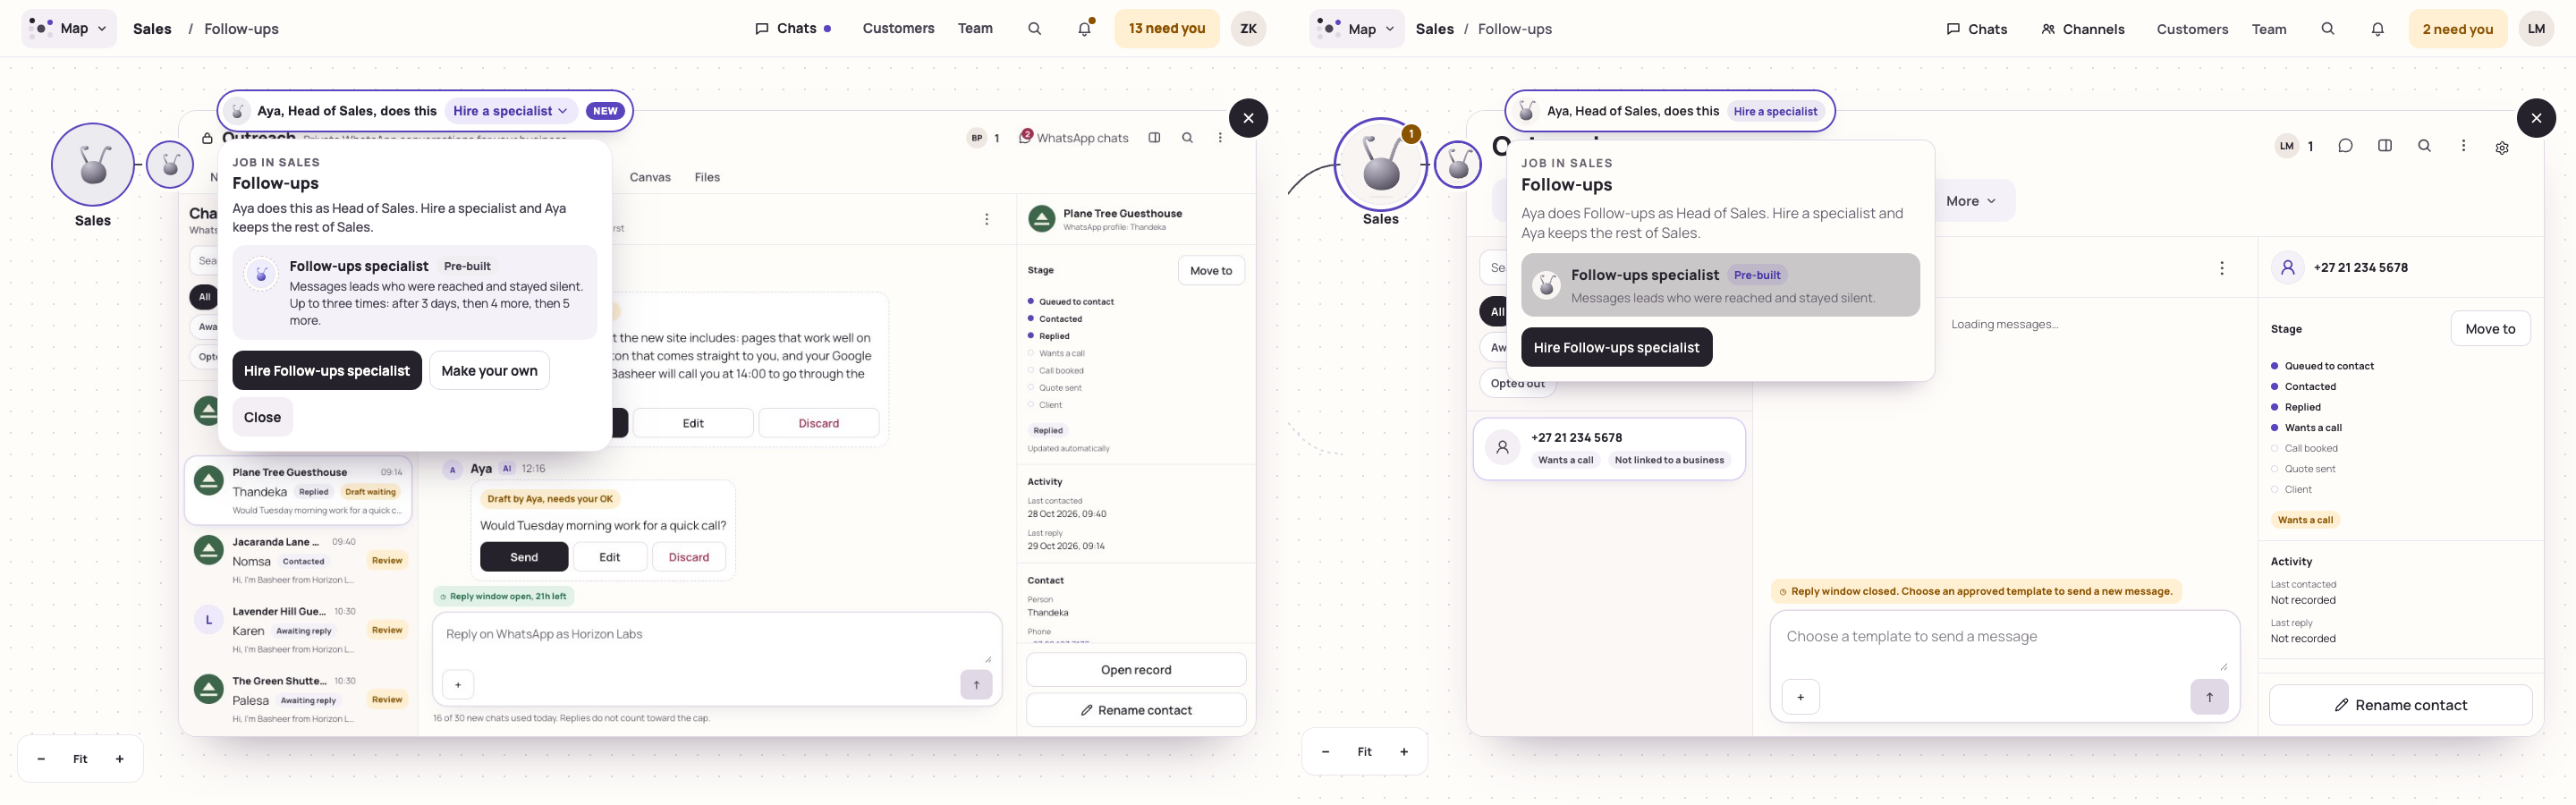 Map
Sales / Follow-ups
Chats
Customers
Team
13 need you
ZK
Aya, Head of Sales, does this
Hire a specialist
NEW
Sales
BP 1
2 WhatsApp chats
JOB IN SALES
Follow-ups
Aya does this as Head of Sales. Hire a specialist and Aya
keeps the rest of Sales.
Follow-ups specialist Pre-built
Messages leads who were reached and stayed silent.
Up to three times: after 3 days, then 4 more, then 5
more.
Hire Follow-ups specialist
Make your own
Close
Canvas
Files
All
Plane Tree Guesthouse 09:14
Thandeka Replied Draft waiting
Would Tuesday morning work for a quick c...
Jacaranda Lane ... 09:40
Nomsa Contacted Review
Hi, I'm Basheer from Horizon L...
Lavender Hill Gue... 10:30
L
Karen Awaiting reply Review
Hi, I'm Basheer from Horizon L...
The Green Shutte... 10:30
Palesa Awaiting reply Review
Hi, I'm Basheer from Horizon L...
the new site includes: pages that work well on
that comes straight to you, and your Google
Basheer will call you at 14:00 to go through the
Edit
Discard
A Aya AI 12:16
Draft by Aya, needs your OK
Would Tuesday morning work for a quick call?
Send
Edit
Discard
Reply window open, 21h left
Reply on WhatsApp as Horizon Labs
+
↑
16 of 30 new chats used today. Replies do not count toward the cap.
Plane Tree Guesthouse
WhatsApp profile: Thandeka
Stage
Move to
Queued to contact
Contacted
Replied
Wants a call
Call booked
Quote sent
Client
Replied
Updated automatically
Activity
Last contacted
28 Oct 2026, 09:40
Last reply
29 Oct 2026, 09:14
Contact
Person
Thandeka
Phone
Open record
Rename contact
− Fit +
Map
Sales / Follow-ups
Chats
Channels
Customers
Team
2 need you
LM
Aya, Head of Sales, does this
Hire a specialist
1
Sales
LM 1
JOB IN SALES
Follow-ups
Aya does Follow-ups as Head of Sales. Hire a specialist and
Aya keeps the rest of Sales.
Follow-ups specialist Pre-built
Messages leads who were reached and stayed silent.
Hire Follow-ups specialist
More
All
Opted out
+27 21 234 5678
Wants a call Not linked to a business
Loading messages...
Reply window closed. Choose an approved template to send a new message.
Choose a template to send a message
+
↑
+27 21 234 5678
Stage
Move to
Queued to contact
Contacted
Replied
Wants a call
Call booked
Quote sent
Client
Wants a call
Activity
Last contacted
Not recorded
Last reply
Not recorded
Rename contact
− Fit +